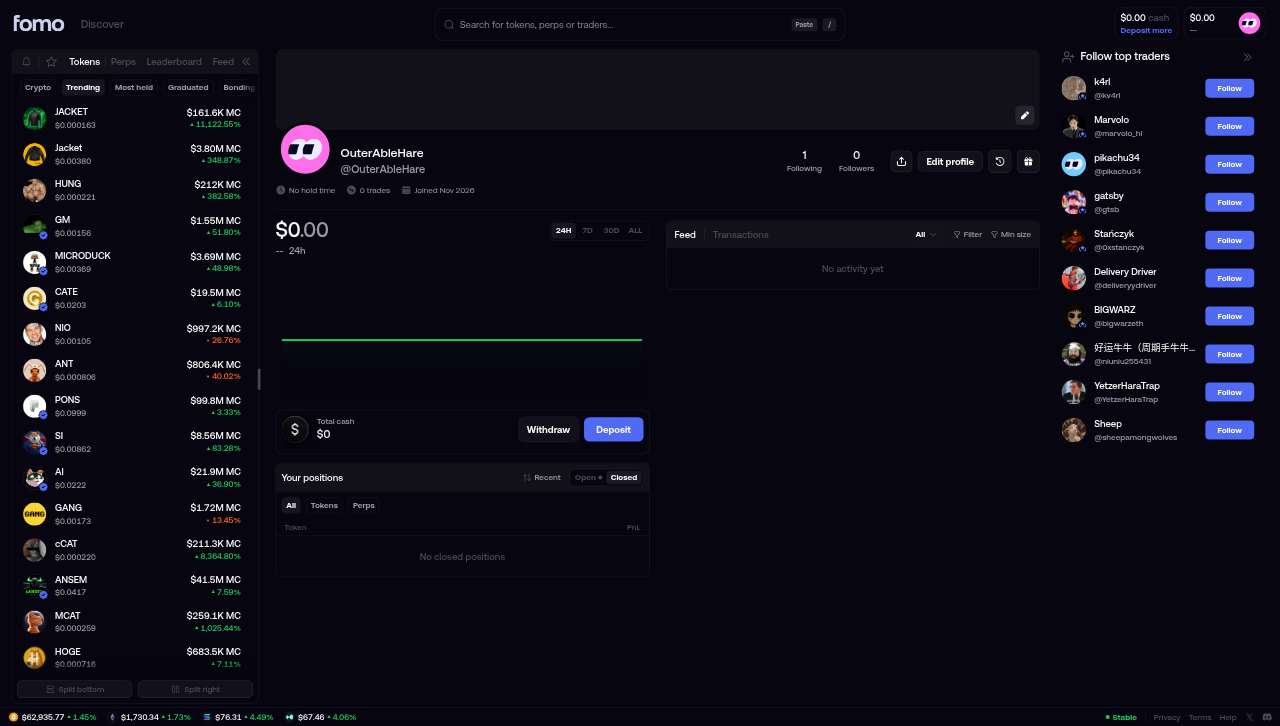 fomo
Discover
Search for tokens, perps or traders...
Paste
/
$0.00 cash
Deposit more
$0.00
—
Tokens
Perps
Leaderboard
Feed
Crypto
Trending
Most held
Graduated
Bonding
JACKET
$0.000163
$161.6K MC
11,122.55%
Jacket
$0.00380
$3.80M MC
348.87%
HUNG
$0.000221
$212K MC
382.58%
GM
$0.00156
$1.55M MC
51.80%
MICRODUCK
$0.00369
$3.69M MC
48.98%
CATE
$0.0203
$19.5M MC
6.10%
NIO
$0.00105
$997.2K MC
26.76%
ANT
$0.000806
$806.4K MC
40.02%
PONS
$0.0999
$99.8M MC
3.33%
SI
$0.00862
$8.56M MC
83.28%
AI
$0.0222
$21.9M MC
36.90%
GANG
$0.00173
$1.72M MC
13.45%
cCAT
$0.000220
$211.3K MC
8,364.80%
ANSEM
$0.0417
$41.5M MC
7.59%
MCAT
$0.000259
$259.1K MC
1,025.44%
HOGE
$0.000716
$683.5K MC
7.11%
Split bottom
Split right
OuterAbleHare
@OuterAbleHare
1
Following
0
Followers
Edit profile
No hold time
0 trades
Joined Nov 2026
$0.00
-- 24h
24H
7D
30D
ALL
Total cash
$0
Withdraw
Deposit
Your positions
Recent
Open
Closed
All
Tokens
Perps
Token
PnL
No closed positions
Feed
Transactions
All
Filter
Min size
No activity yet
Follow top traders
k4rl
@kv4rl
Follow
Marvolo
@marvolo_hl
Follow
pikachu34
@pikachu34
Follow
gatsby
@gtsb
Follow
Stańczyk
@0xstanczyk
Follow
Delivery Driver
@deliveryydriver
Follow
BIGWARZ
@bigwarzeth
Follow
好运牛牛（周期手牛牛...
@niuniu255431
Follow
YetzerHaraTrap
@YetzerHaraTrap
Follow
Sheep
@sheepamongwolves
Follow
$62,935.77 1.45%
$1,730.34 1.73%
$76.31 4.49%
$67.46 4.06%
Stable
Privacy
Terms
Help